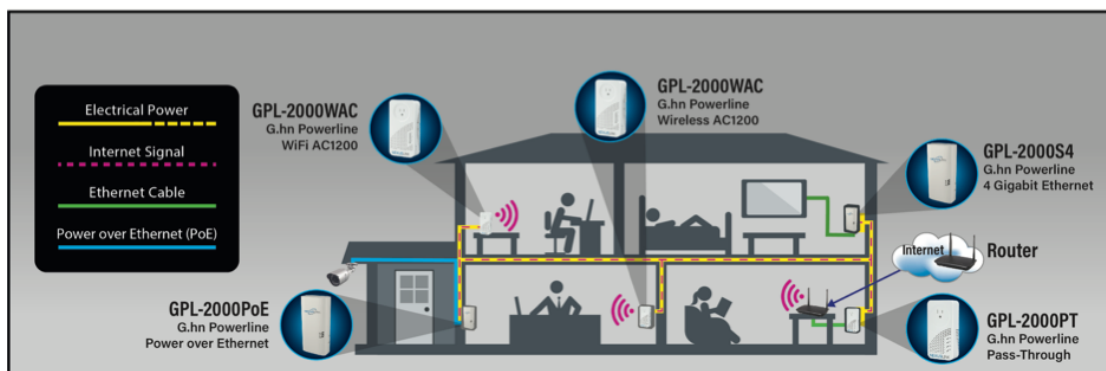 Electrical Power
Internet Signal
Ethernet Cable
Power over Ethernet (PoE)
GPL-2000WAC
G.hn Powerline
WiFi AC1200
GPL-2000WAC
G.hn Powerline
Wireless AC1200
GPL-2000S4
G.hn Powerline
4 Gigabit Ethernet
Internet
Router
GPL-2000PoE
G.hn Powerline
Power over Ethernet
GPL-2000PT
G.hn Powerline
Pass-Through